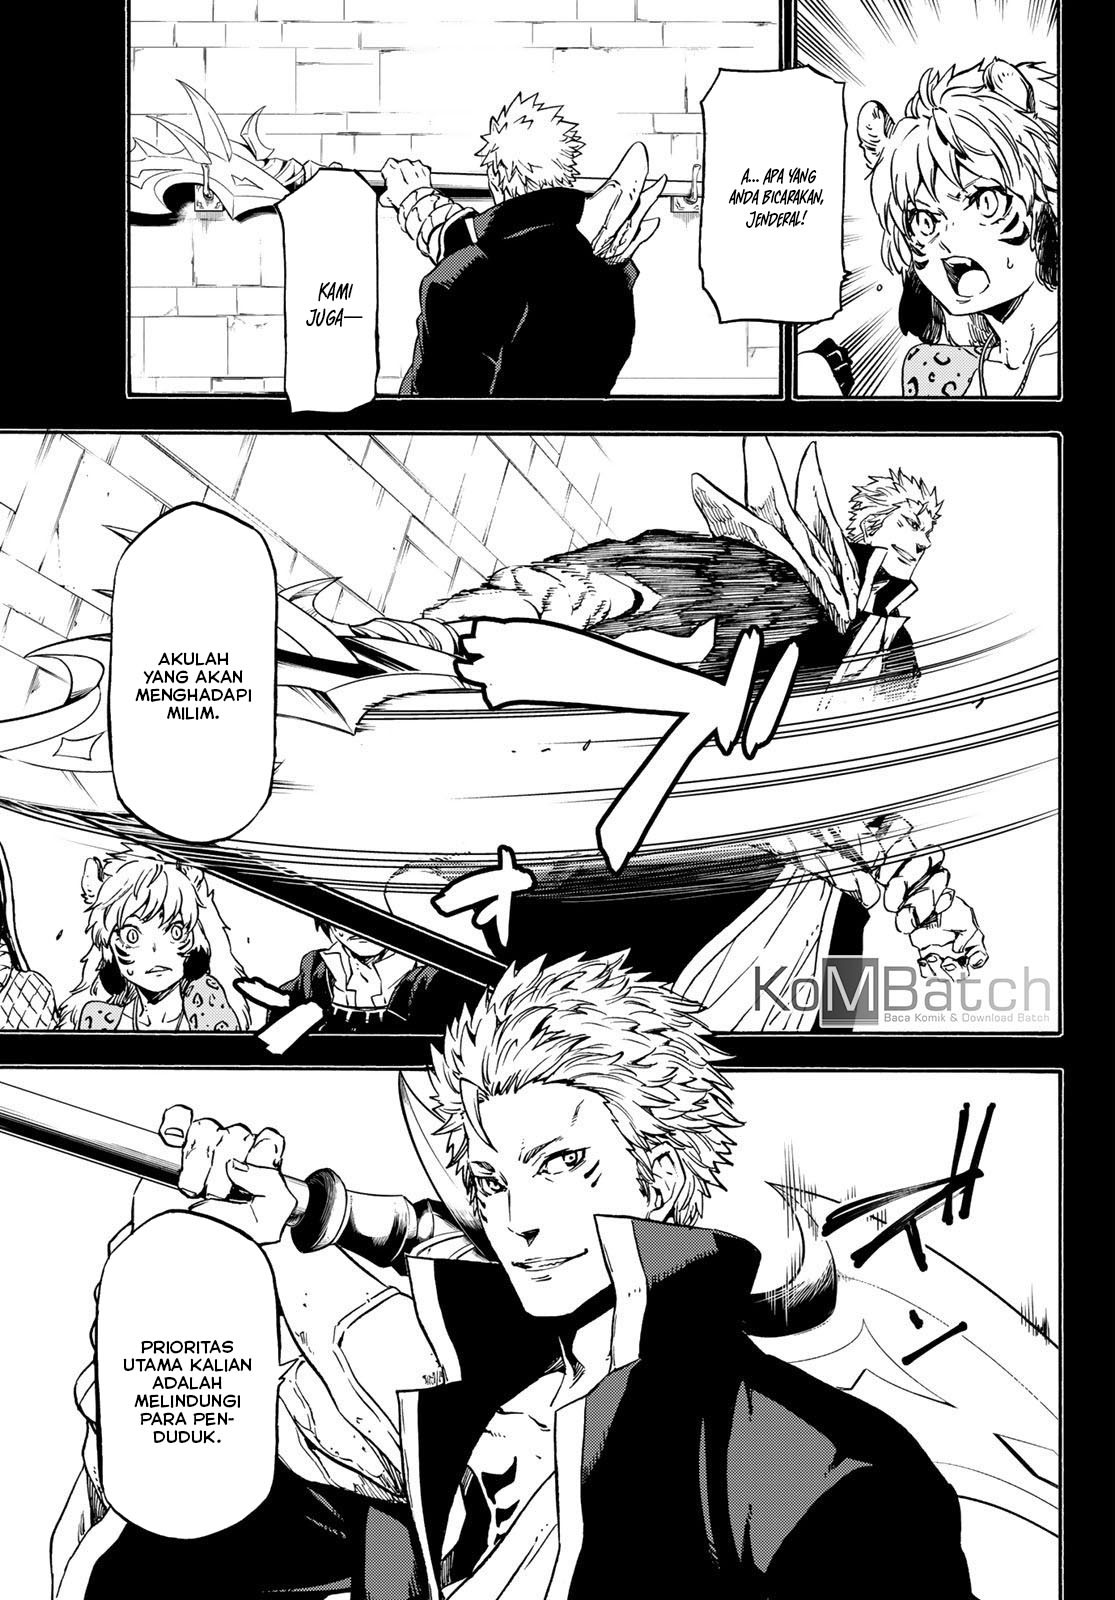 A... APA YANG
ANDA BICARAKAN,
JENDERAL!
KAMI
JUGA—
AKULAH
YANG AKAN
MENGHADAPI
MILIM.
KoMBatch
Baca Komik & Download Batch
PRIORITAS
UTAMA KALIAN
ADALAH
MELINDUNGI
PARA PEN-
DUDUK.